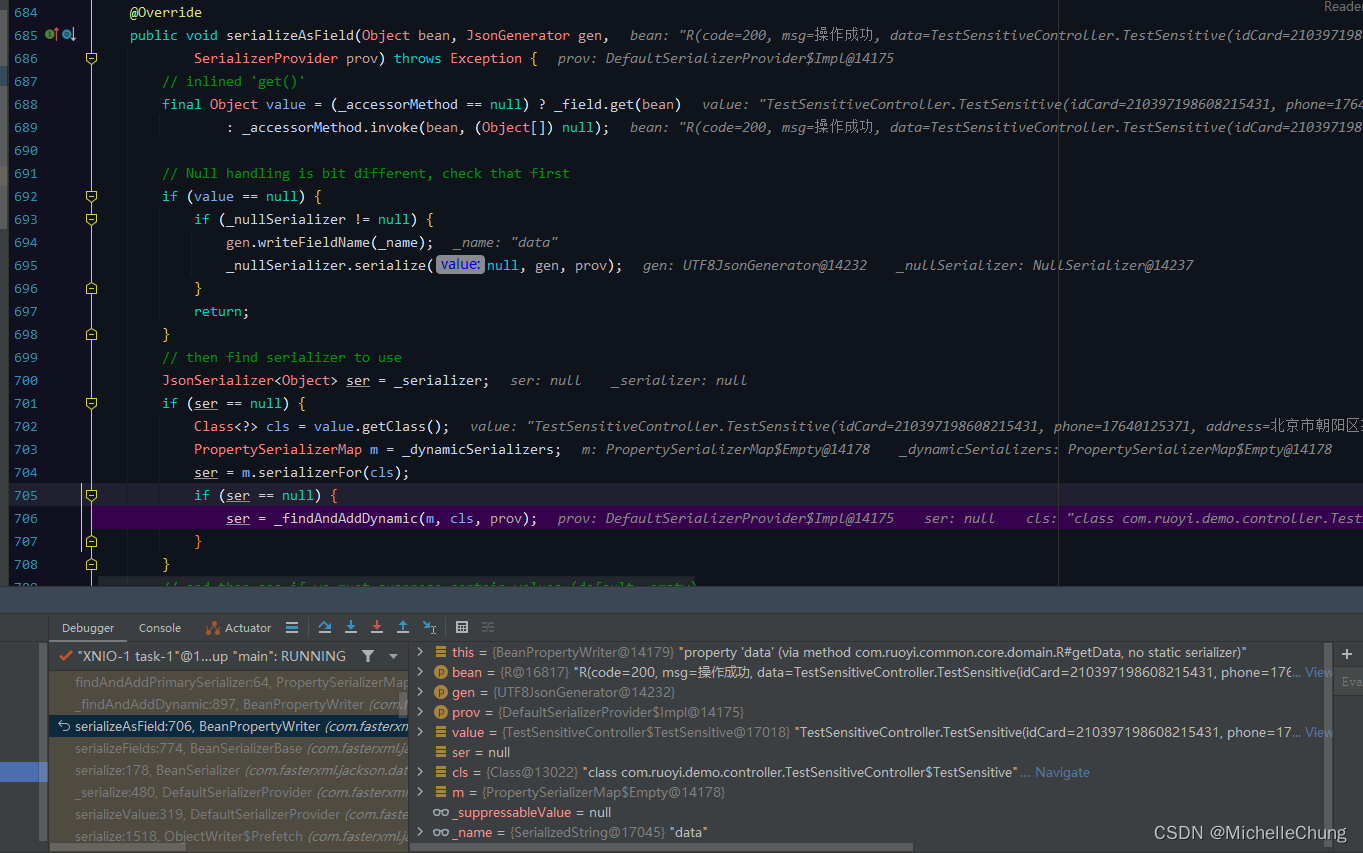 Reader
684 @Override
685 public void serializeAsField(Object bean, JsonGenerator gen, bean: "R(code=200, msg=操作成功, data=TestSensitiveController.TestSensitive(idCard=210397198
686 SerializerProvider prov) throws Exception { prov: DefaultSerializerProvider$Impl@14175
687 // inlined 'get()'
688 final Object value = (_accessorMethod == null) ? _field.get(bean) value: "TestSensitiveController.TestSensitive(idCard=210397198608215431, phone=1764
689 : _accessorMethod.invoke(bean, (Object[]) null); bean: "R(code=200, msg=操作成功, data=TestSensitiveController.TestSensitive(idCard=210397198
690
691 // Null handling is bit different, check that first
692 if (value == null) {
693 if (_nullSerializer != null) {
694 gen.writeFieldName(_name); _name: "data"
695 _nullSerializer.serialize( value: null, gen, prov); gen: UTF8JsonGenerator@14232 _nullSerializer: NullSerializer@14237
696 }
697 return;
698 }
699 // then find serializer to use
700 JsonSerializer<Object> ser = _serializer; ser: null _serializer: null
701 if (ser == null) {
702 Class<?> cls = value.getClass(); value: "TestSensitiveController.TestSensitive(idCard=210397198608215431, phone=17640125371, address=北京市朝阳区
703 PropertySerializerMap m = _dynamicSerializers; m: PropertySerializerMap$Empty@14178 _dynamicSerializers: PropertySerializerMap$Empty@14178
704 ser = m.serializerFor(cls);
705 if (ser == null) {
706 ser = _findAndAddDynamic(m, cls, prov); prov: DefaultSerializerProvider$Impl@14175 ser: null cls: "class com.ruoyi.demo.controller.Test
707 }
708 }
Debugger Console Actuator
"XNIO-1 task-1"@1...up "main": RUNNING
findAndAddPrimarySerializer:64, PropertySerializerMap
_findAndAddDynamic:897, BeanPropertyWriter (com.f
serializeAsField:706, BeanPropertyWriter (com.fasterxm
serializeFields:774, BeanSerializerBase (com.fasterxml.ja
serialize:178, BeanSerializer (com.fasterxml.jackson.dat
_serialize:480, DefaultSerializerProvider (com.fasterxml
serializeValue:319, DefaultSerializerProvider (com.faste
serialize:1518, ObjectWriter$Prefetch (com.fasterxml.ja
this = {BeanPropertyWriter@14179} "property 'data' (via method com.ruoyi.common.core.domain.R#getData, no static serializer)"
bean = {R@16817} "R(code=200, msg=操作成功, data=TestSensitiveController.TestSensitive(idCard=210397198608215431, phone=176... View
gen = {UTF8JsonGenerator@14232}
prov = {DefaultSerializerProvider$Impl@14175}
value = {TestSensitiveController$TestSensitive@17018} "TestSensitiveController.TestSensitive(idCard=210397198608215431, phone=17... View
ser = null
cls = {Class@13022} "class com.ruoyi.demo.controller.TestSensitiveController$TestSensitive" ... Navigate
m = {PropertySerializerMap$Empty@14178}
_suppressableValue = null
_name = {SerializedString@17045} "data"
Eva
CSDN @MichelleChung